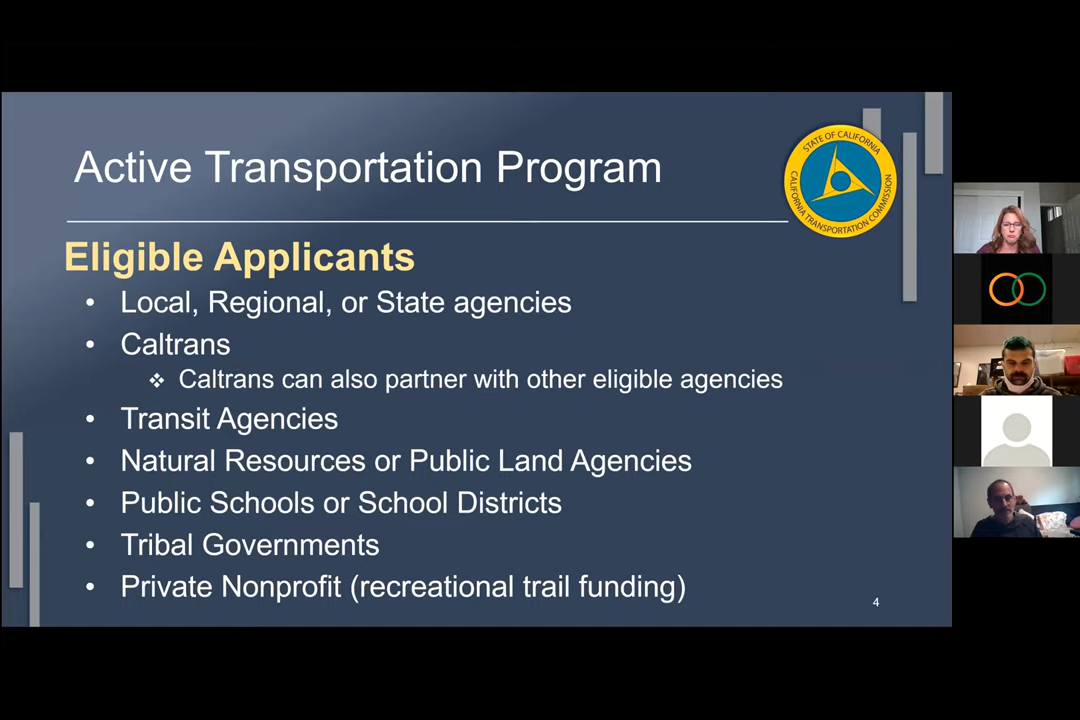 Active Transportation Program
STATE OF CALIFORNIA
CALIFORNIA TRANSPORTATION COMMISSION
Eligible Applicants
• Local, Regional, or State agencies
• Caltrans
❖ Caltrans can also partner with other eligible agencies
• Transit Agencies
• Natural Resources or Public Land Agencies
• Public Schools or School Districts
• Tribal Governments
• Private Nonprofit (recreational trail funding)
4